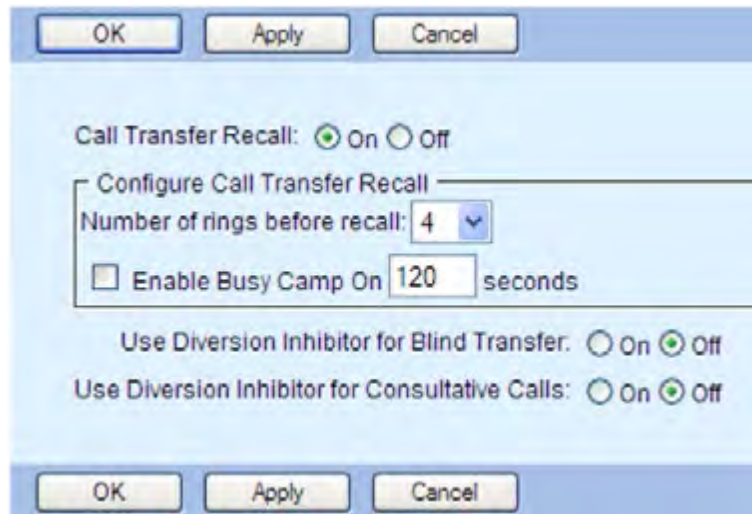 OK Apply Cancel
Call Transfer Recall: On Off
Configure Call Transfer Recall
Number of rings before recall: 4
Enable Busy Camp On 120 seconds
Use Diversion Inhibitor for Blind Transfer: On Off
Use Diversion Inhibitor for Consultative Calls: On Off
OK Apply Cancel